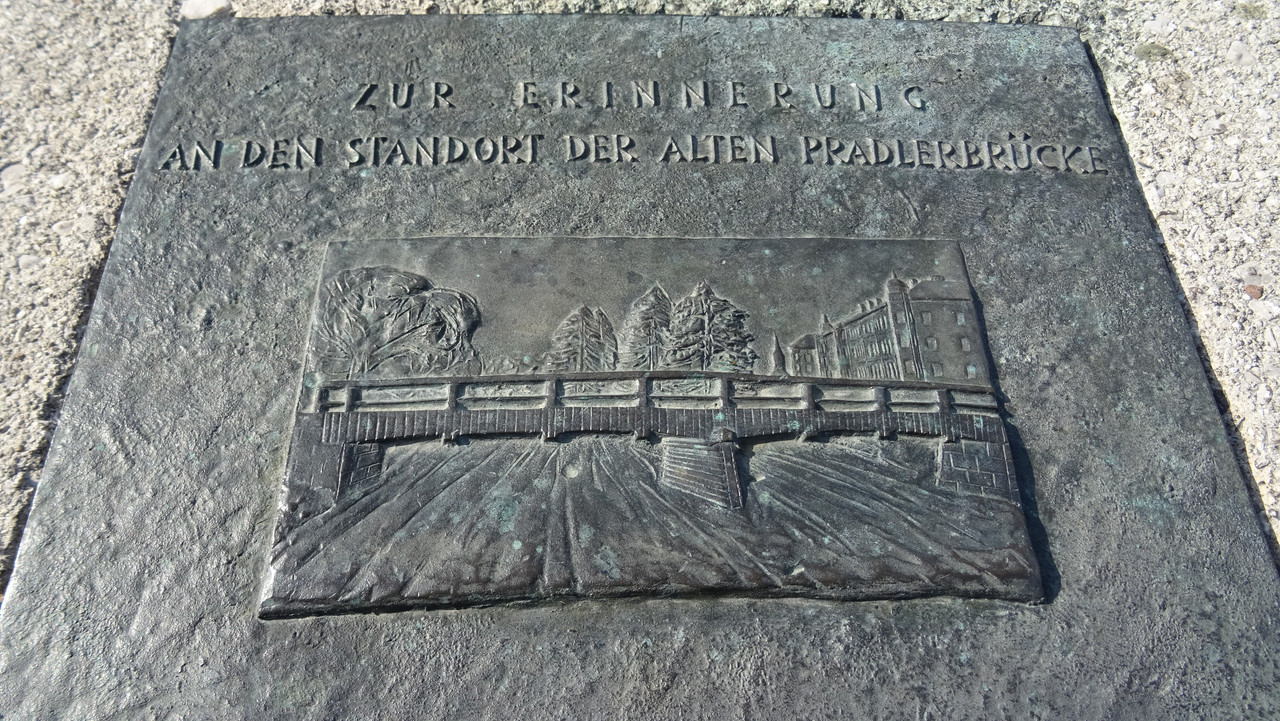 ZUR ERINNERUNG
AN DEN STANDORT DER ALTEN PRADLERBRÜCKE